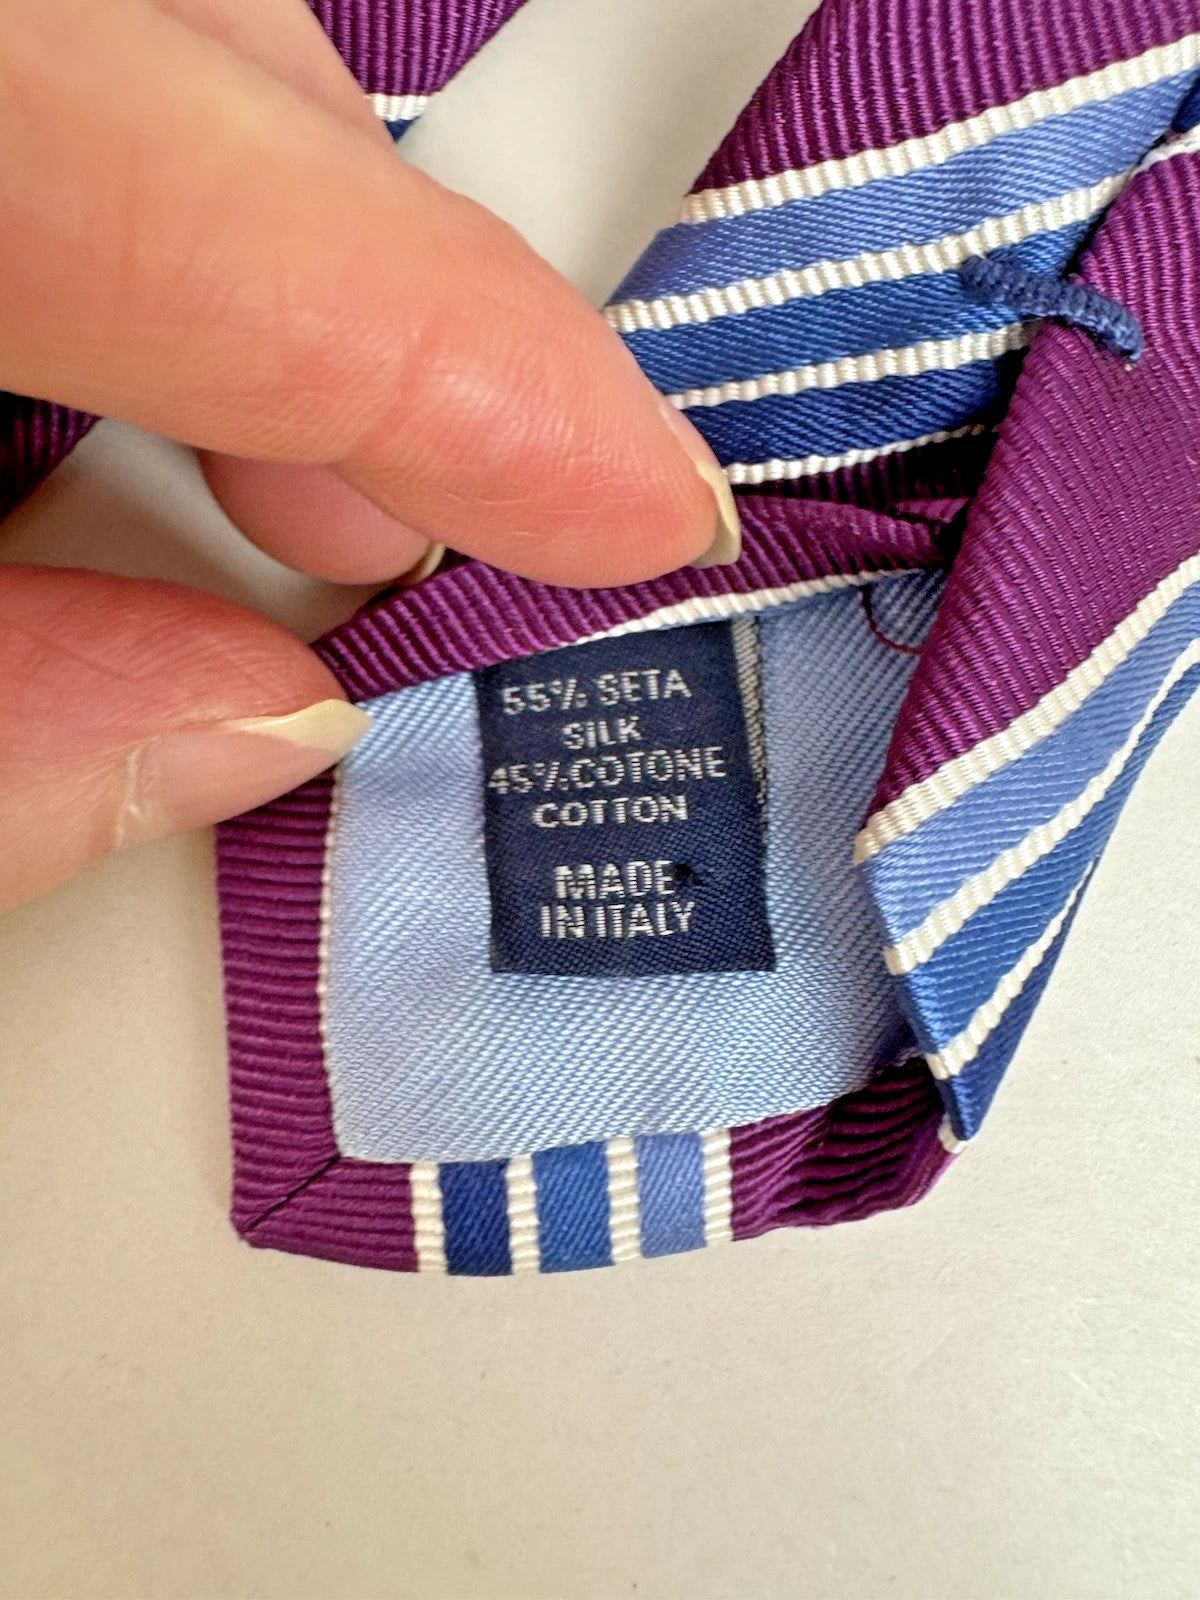 55% SETA
SILK
45%COTONE
COTTON
MADE
IN ITALY